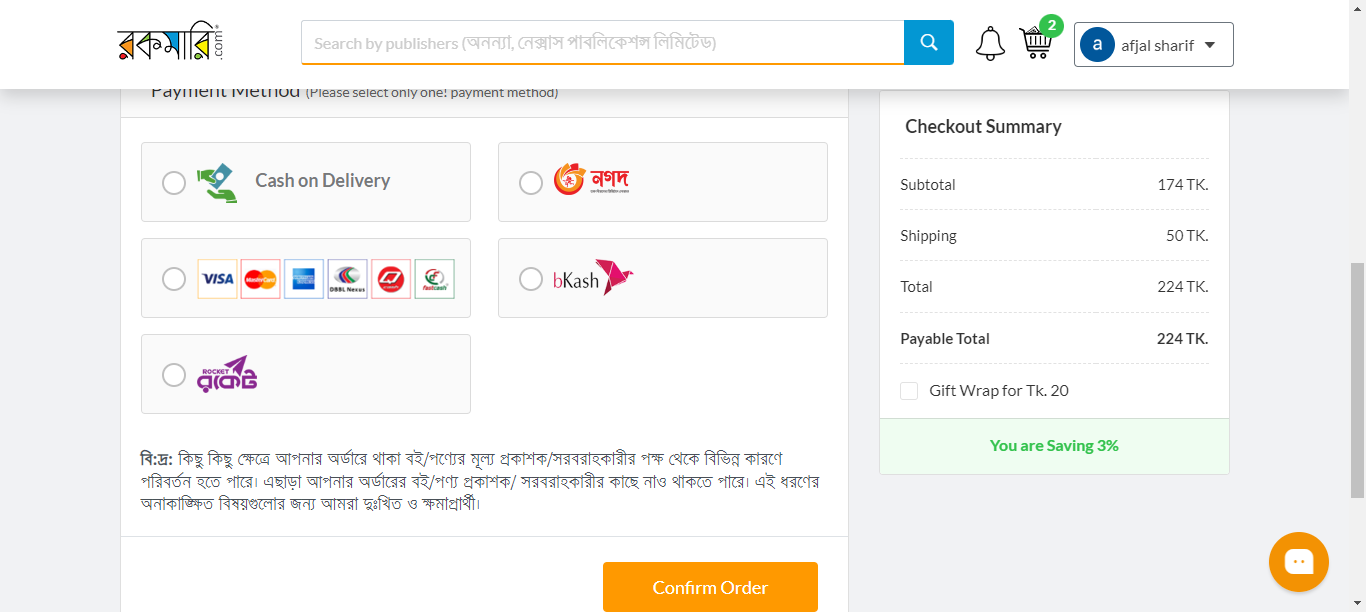 রকমারি.com
Search by publishers (অনন্যা, নেক্সাস পাবলিকেশন্স লিমিটেড)
2
a afjal sharif
Payment Method (Please select only one! payment method)
Cash on Delivery
নগদ
VISA MasterCard DBBL Nexus fastcash
bKash
ROCKET
রকেট
বি:দ্র: কিছু কিছু ক্ষেত্রে আপনার অর্ডারে থাকা বই/পণ্যের মূল্য প্রকাশক/সরবরাহকারীর পক্ষ থেকে বিভিন্ন কারণে
পরিবর্তন হতে পারে। এছাড়া আপনার অর্ডারের বই/পণ্য প্রকাশক/ সরবরাহকারীর কাছে নাও থাকতে পারে। এই ধরণের
অনাকাঙ্ক্ষিত বিষয়গুলোর জন্য আমরা দুঃখিত ও ক্ষমাপ্রার্থী।
Confirm Order
Checkout Summary
Subtotal 174 TK.
Shipping 50 TK.
Total 224 TK.
Payable Total 224 TK.
Gift Wrap for Tk. 20
You are Saving 3%